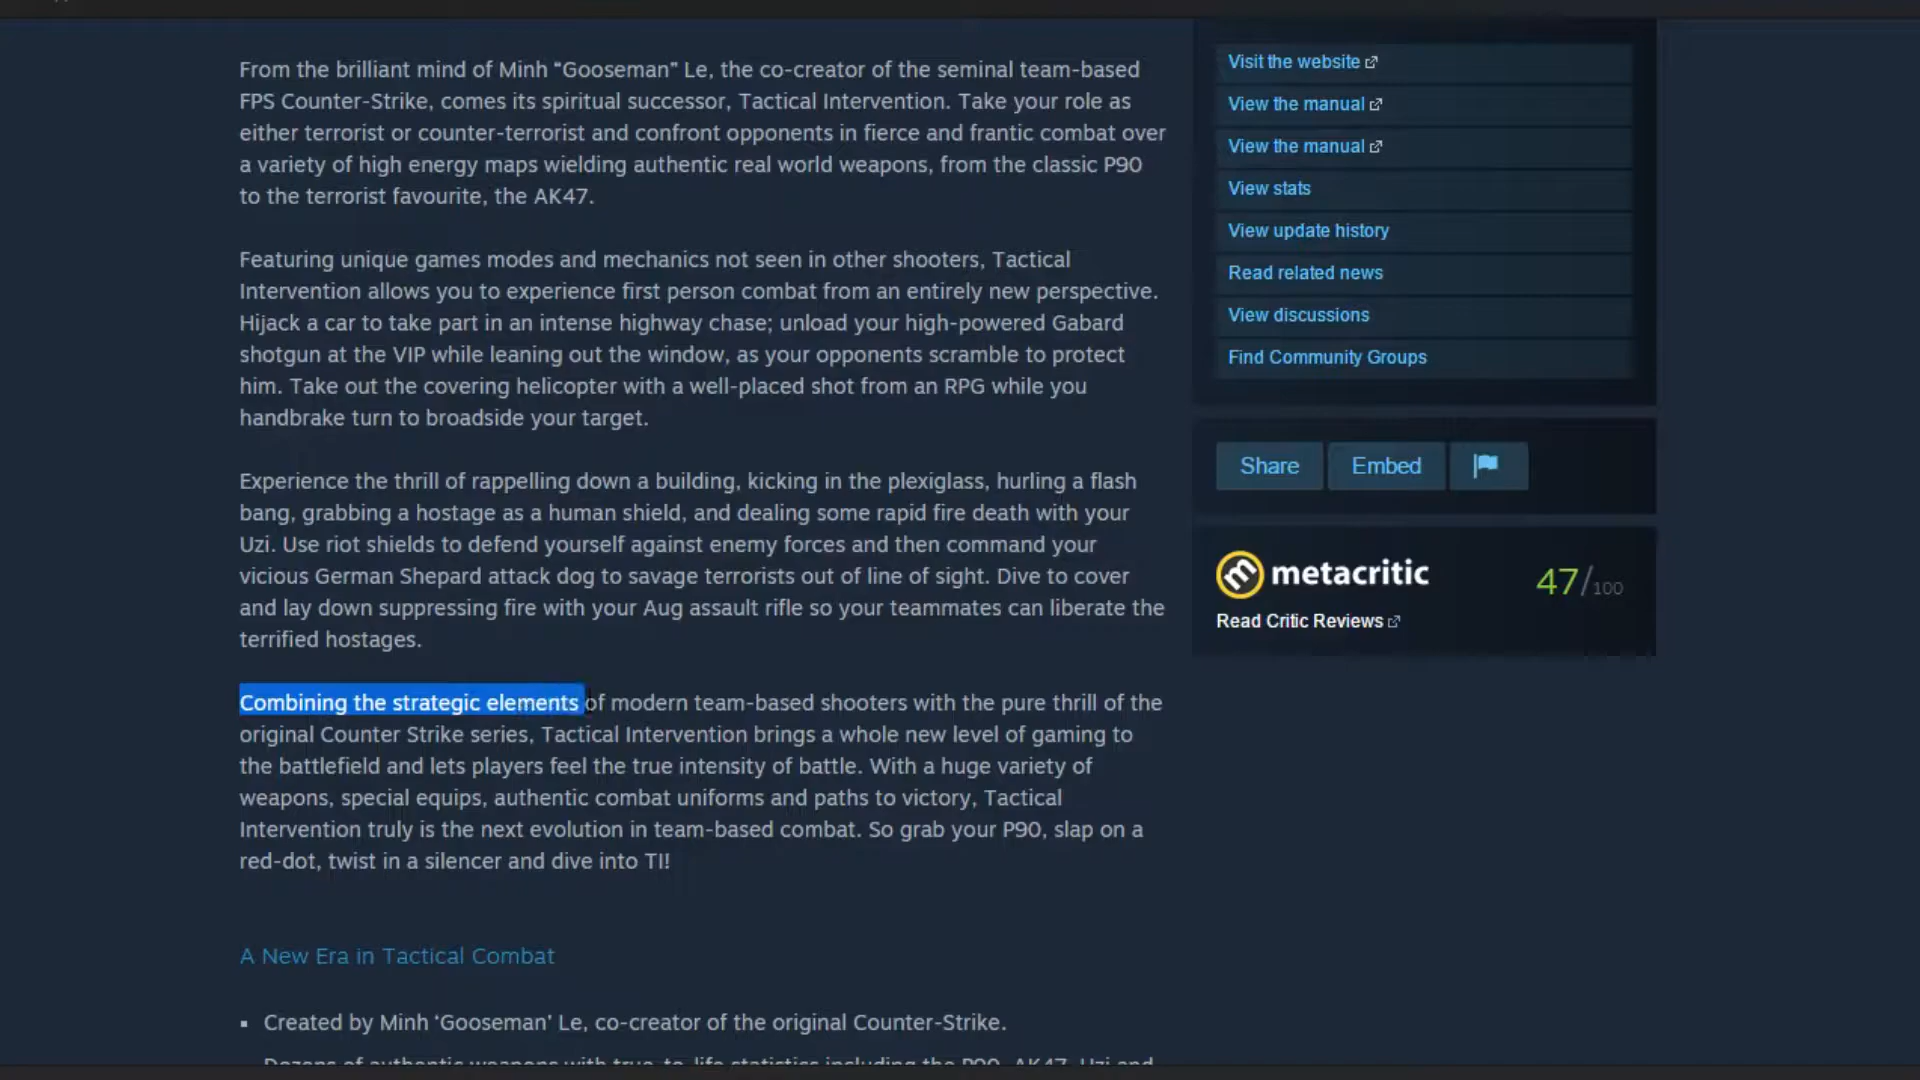 From the brilliant mind of Minh “Gooseman” Le, the co-creator of the seminal team-based
FPS Counter-Strike, comes its spiritual successor, Tactical Intervention. Take your role as
either terrorist or counter-terrorist and confront opponents in fierce and frantic combat over
a variety of high energy maps wielding authentic real world weapons, from the classic P90
to the terrorist favourite, the AK47.
Featuring unique games modes and mechanics not seen in other shooters, Tactical
Intervention allows you to experience first person combat from an entirely new perspective.
Hijack a car to take part in an intense highway chase; unload your high-powered Gabard
shotgun at the VIP while leaning out the window, as your opponents scramble to protect
him. Take out the covering helicopter with a well-placed shot from an RPG while you
handbrake turn to broadside your target.
Experience the thrill of rappelling down a building, kicking in the plexiglass, hurling a flash
bang, grabbing a hostage as a human shield, and dealing some rapid fire death with your
Uzi. Use riot shields to defend yourself against enemy forces and then command your
vicious German Shepard attack dog to savage terrorists out of line of sight. Dive to cover
and lay down suppressing fire with your Aug assault rifle so your teammates can liberate the
terrified hostages.
Combining the strategic elements of modern team-based shooters with the pure thrill of the
original Counter Strike series, Tactical Intervention brings a whole new level of gaming to
the battlefield and lets players feel the true intensity of battle. With a huge variety of
weapons, special equips, authentic combat uniforms and paths to victory, Tactical
Intervention truly is the next evolution in team-based combat. So grab your P90, slap on a
red-dot, twist in a silencer and dive into TI!
A New Era in Tactical Combat
▪ Created by Minh ‘Gooseman’ Le, co-creator of the original Counter-Strike.
Dozens of authentic weapons with true-to-life statistics including the P90, AK47, Uzi and
Visit the website
View the manual
View the manual
View stats
View update history
Read related news
View discussions
Find Community Groups
Share
Embed
metacritic
47/100
Read Critic Reviews